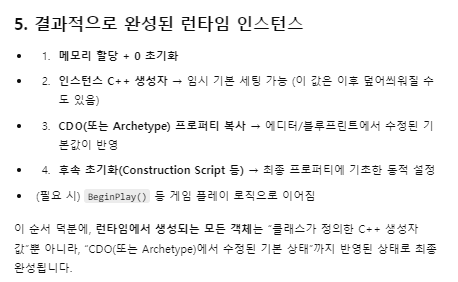 5. 결과적으로 완성된 런타임 인스턴스
• 1. 메모리 할당 + 0 초기화
• 2. 인스턴스 C++ 생성자 → 임시 기본 세팅 가능 (이 값은 이후 덮어씌워질 수
도 있음)
• 3. CDO(또는 Archetype) 프로퍼티 복사 → 에디터/블루프린트에서 수정된 기
본값이 반영
• 4. 후속 초기화(Construction Script 등) → 최종 프로퍼티에 기초한 동적 설정
• (필요 시) BeginPlay() 등 게임 플레이 로직으로 이어짐
이 순서 덕분에, 런타임에서 생성되는 모든 객체는 “클래스가 정의한 C++ 생성자
값”뿐 아니라, “CDO(또는 Archetype)에서 수정된 기본 상태”까지 반영된 상태로 최종
완성됩니다.